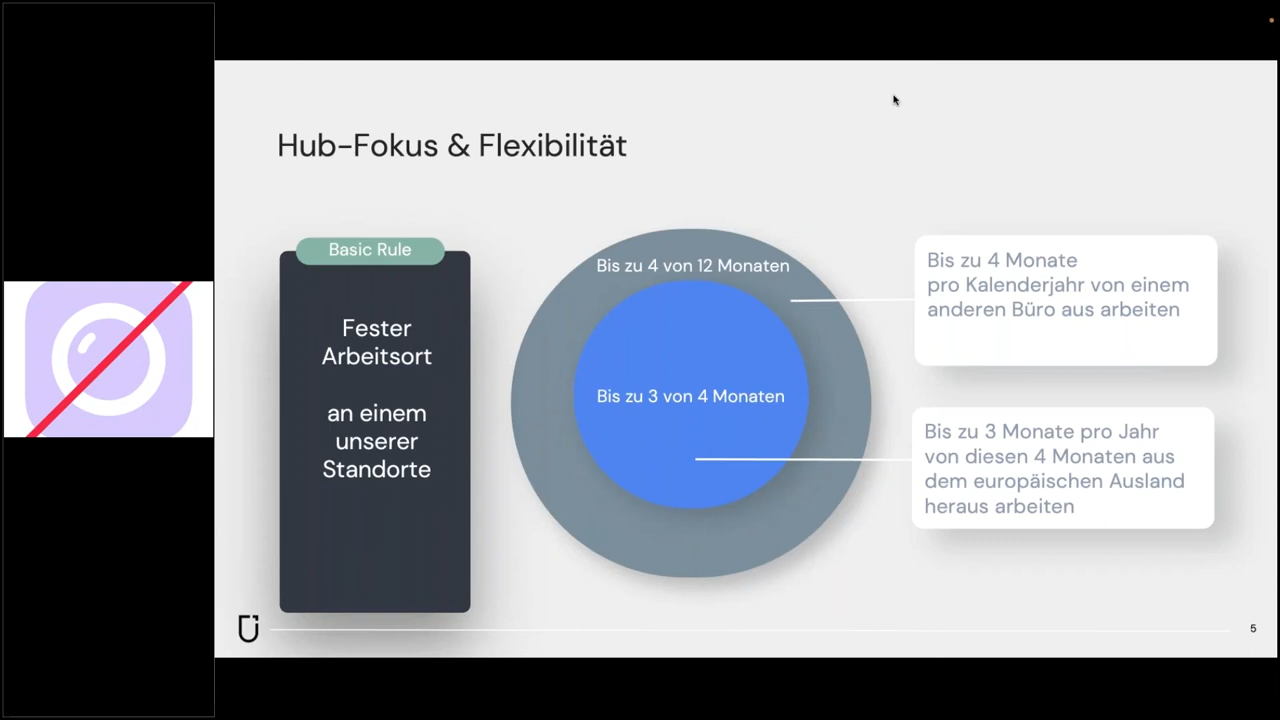 Hub-Fokus & Flexibilität
Basic Rule
Fester
Arbeitsort
an einem
unserer
Standorte
Bis zu 4 von 12 Monaten
Bis zu 3 von 4 Monaten
Bis zu 4 Monate
pro Kalenderjahr von einem
anderen Büro aus arbeiten
Bis zu 3 Monate pro Jahr
von diesen 4 Monaten aus
dem europäischen Ausland
heraus arbeiten
5